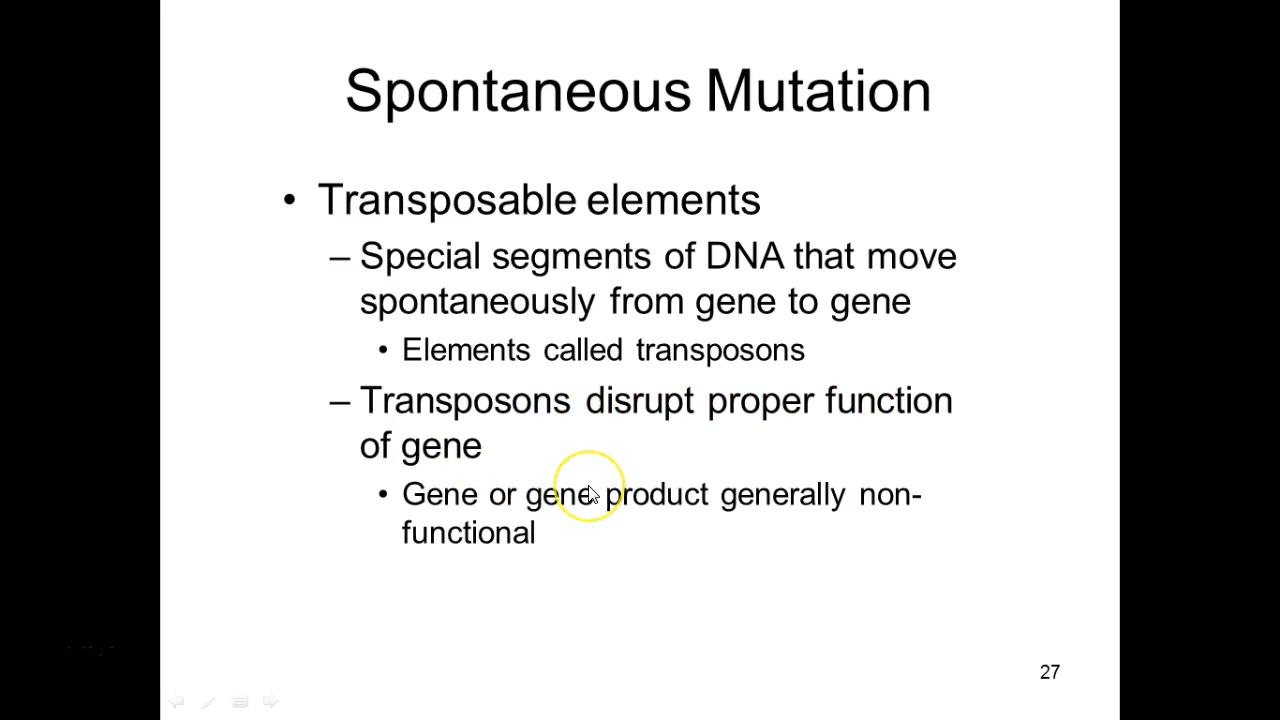 Spontaneous Mutation
• Transposable elements
– Special segments of DNA that move
spontaneously from gene to gene
• Elements called transposons
– Transposons disrupt proper function
of gene
• Gene or gene product generally non-
functional
27